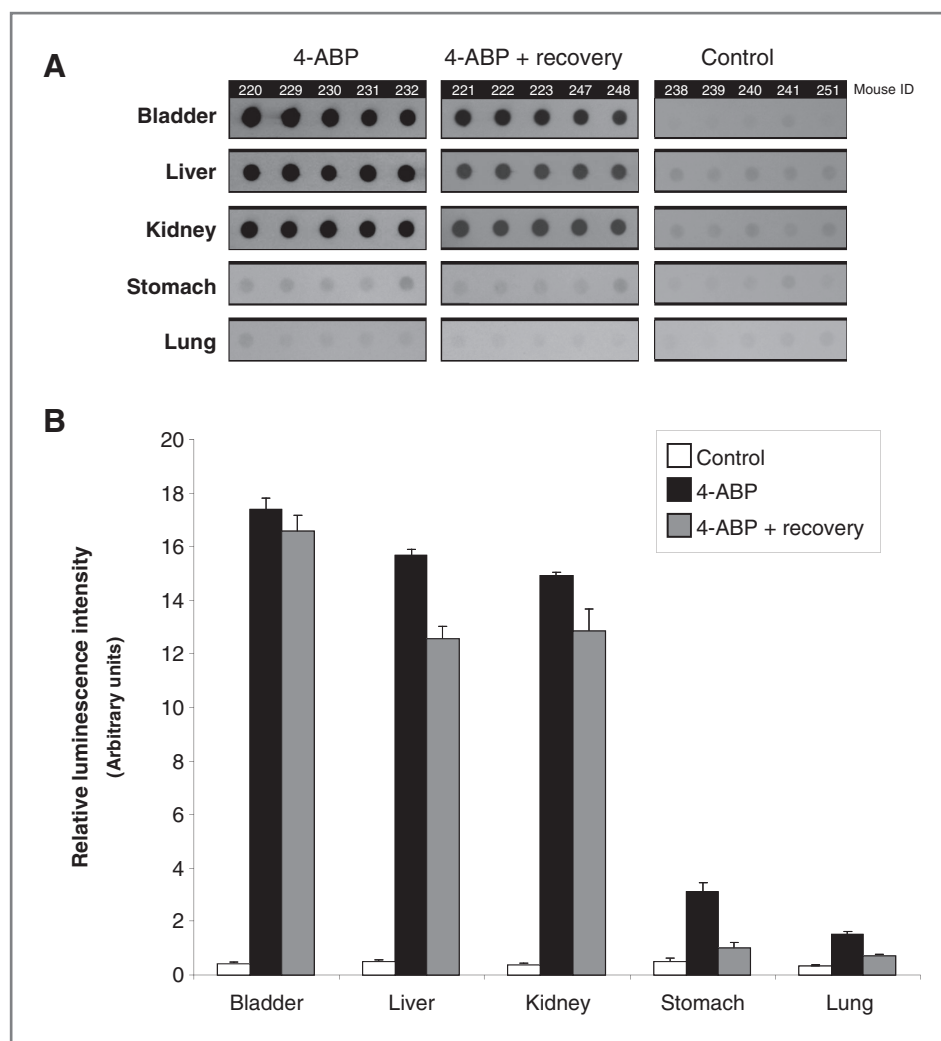 A
4-ABP
4-ABP + recovery
Control
220 229 230 231 232
221 222 223 247 248
238 239 240 241 251
Mouse ID
Bladder
Liver
Kidney
Stomach
Lung
B
Relative luminescence intensity
(Arbitrary units)
20
18
16
14
12
10
8
6
4
2
0
Control
4-ABP
4-ABP + recovery
Bladder
Liver
Kidney
Stomach
Lung